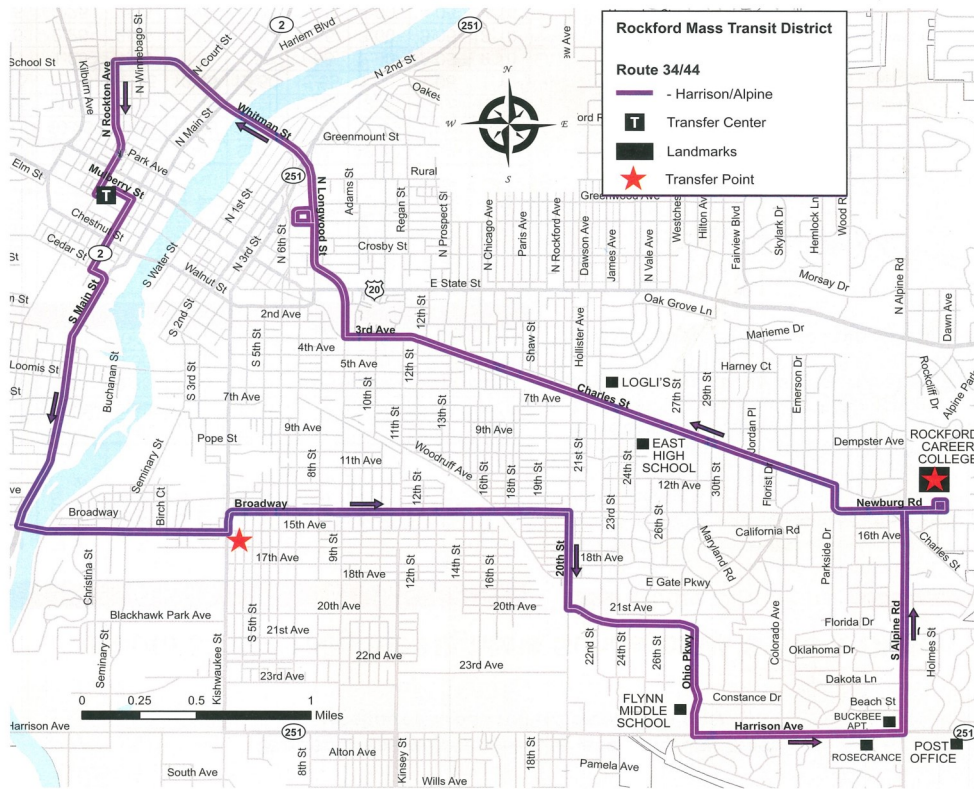 Rockford Mass Transit District
Route 34/44
- Harrison/Alpine
T
Transfer Center
Landmarks
Transfer Point
N
W
E
S
2
251
School St
Kilburn Ave
N Winnebago St
N Rockton Ave
N Court St
Harlem Blvd
N 2nd St
N Main St
Whitman St
Oakes
Greenmount St
Park Ave
Mulberry St
T
Elm St
Chestnut St
Cedar St
2
S Main St
251
N Longwood St
Adams St
Rural
Regan St
N Prospect St
N 1st St
N 3rd St
N 6th St
Crosby St
S Water St
Walnut St
20
E State St
N Chicago Ave
Paris Ave
N Rockford Ave
Dawson Ave
James Ave
N Vale Ave
Westches
Hilton Av
Fairview Blvd
Skylark Dr
Hemlock Ln
Wood R
Greenwood Ave
Morsay Dr
N Alpine Rd
Oak Grove Ln
Marieme Dr
Dawn Ave
2nd Ave
S 2nd St
S 5th St
4th Ave
3rd Ave
12th St
5th Ave
12th St
Shaw St
Hollister Ave
Harney Ct
Emerson Dr
Rockcliff Dr
Alpine Park
Loomis St
St
Buchanan St
S 3rd St
7th Ave
10th St
LOGLI'S
Charles St
7th Ave
27th St
29th St
Jordan Pl
11th St
13th St
Pope St
9th Ave
Woodruff Ave
9th Ave
EAST
HIGH
SCHOOL
Dempster Ave
ROCKFORD
CAREER
COLLEGE
Seminary St
Birch Ct
8th St
11th Ave
12th St
16th St
18th St
19th St
21st St
24th St
12th Ave
30th St
Florist D
Newburg Rd
Broadway
Broadway
15th Ave
23rd St
26th St
California Rd
16th Ave
Charles St
Christina St
17th Ave
9th St
18th Ave
12th St
14th St
16th St
20th St
18th Ave
Maryland Rd
Parkside Dr
E Gate Pkwy
Blackhawk Park Ave
S 5th St
20th Ave
20th Ave
21st Ave
21st Ave
Colorado Ave
Florida Dr
S Alpine Rd
Holmes St
Seminary St
Kishwaukee St
22nd Ave
23rd Ave
22nd St
24th St
26th St
Ohio Pkwy
Oklahoma Dr
Dakota Ln
23rd Ave
FLYNN
MIDDLE
SCHOOL
Constance Dr
Beach St
BUCKBEE
APT.
0
0.25
0.5
1
Miles
Harrison Ave
251
Harrison Ave
251
8th St
Alton Ave
Kinsey St
18th St
Pamela Ave
ROSECRANCE
POST
OFFICE
South Ave
Wills Ave